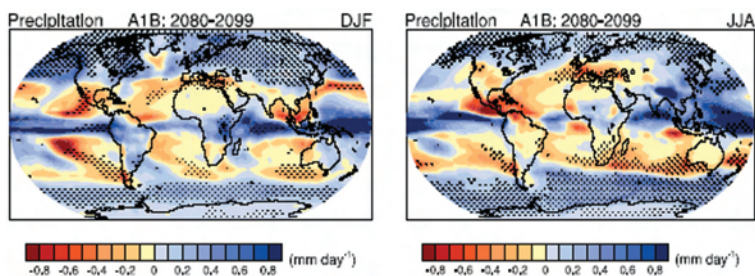 Precipitation A1B: 2080-2099 DJF
Precipitation A1B: 2080-2099 JJA
-0.8 -0.6 -0.4 -0.2 0 0.2 0.4 0.6 0.8 (mm day⁻¹)
-0.8 -0.6 -0.4 -0.2 0 0.2 0.4 0.6 0.8 (mm day⁻¹)